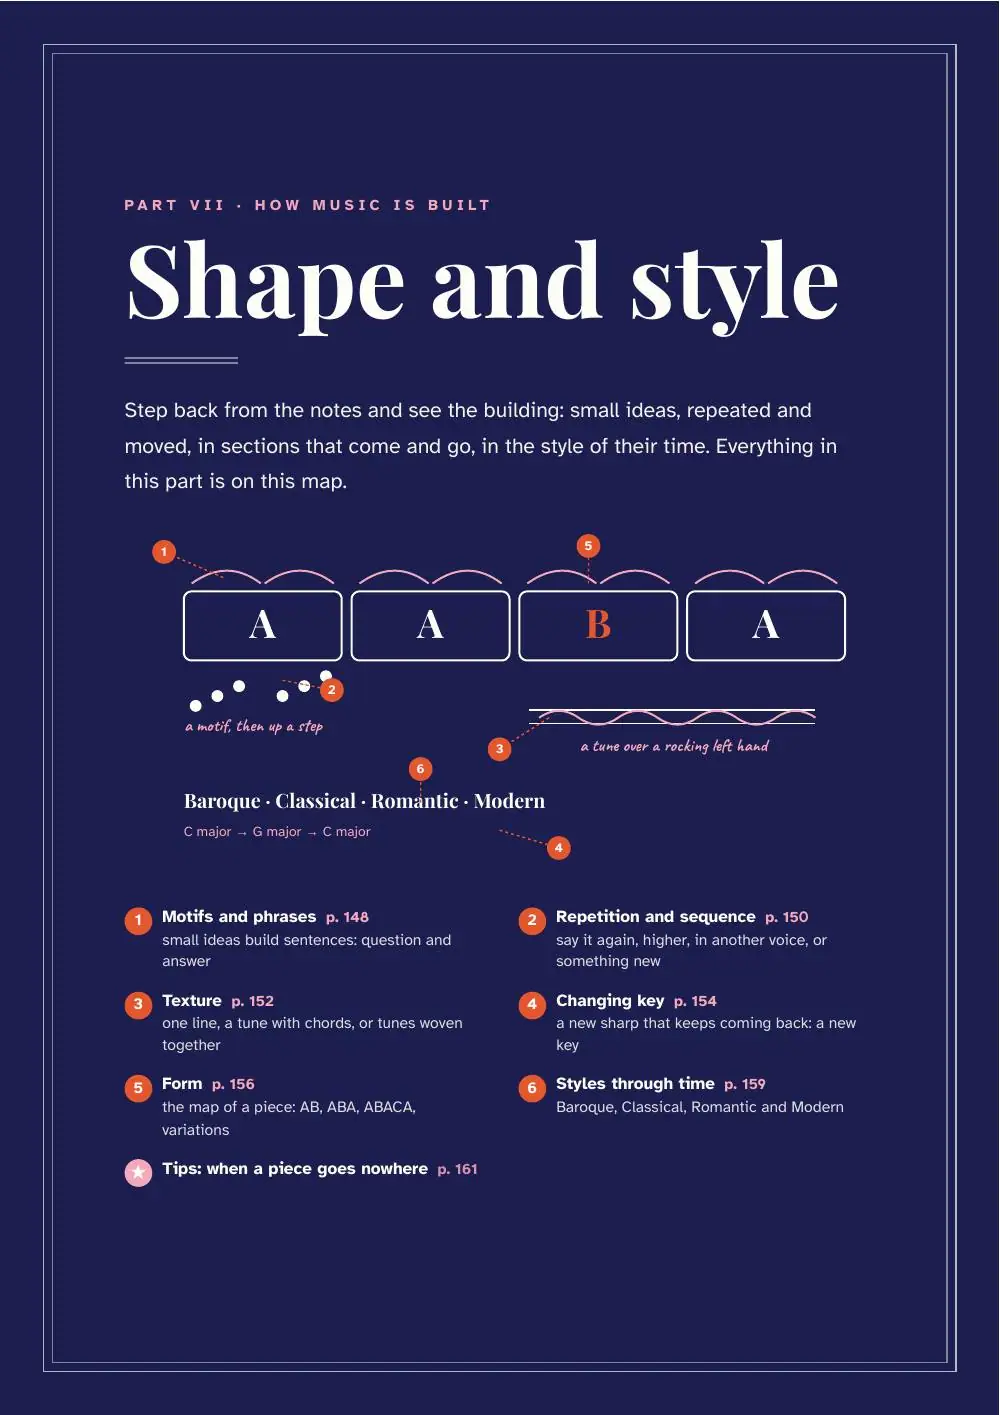 PART VII · HOW MUSIC IS BUILT
Shape and style
Step back from the notes and see the building: small ideas, repeated and
moved, in sections that come and go, in the style of their time. Everything in
this part is on this map.
1
5
A A B A
2
a motif, then up a step
3
a tune over a rocking left hand
6
Baroque · Classical · Romantic · Modern
C major → G major → C major
4
1 Motifs and phrases p. 148
small ideas build sentences: question and
answer
2 Repetition and sequence p. 150
say it again, higher, in another voice, or
something new
3 Texture p. 152
one line, a tune with chords, or tunes woven
together
4 Changing key p. 154
a new sharp that keeps coming back: a new
key
5 Form p. 156
the map of a piece: AB, ABA, ABACA,
variations
6 Styles through time p. 159
Baroque, Classical, Romantic and Modern
★ Tips: when a piece goes nowhere p. 161